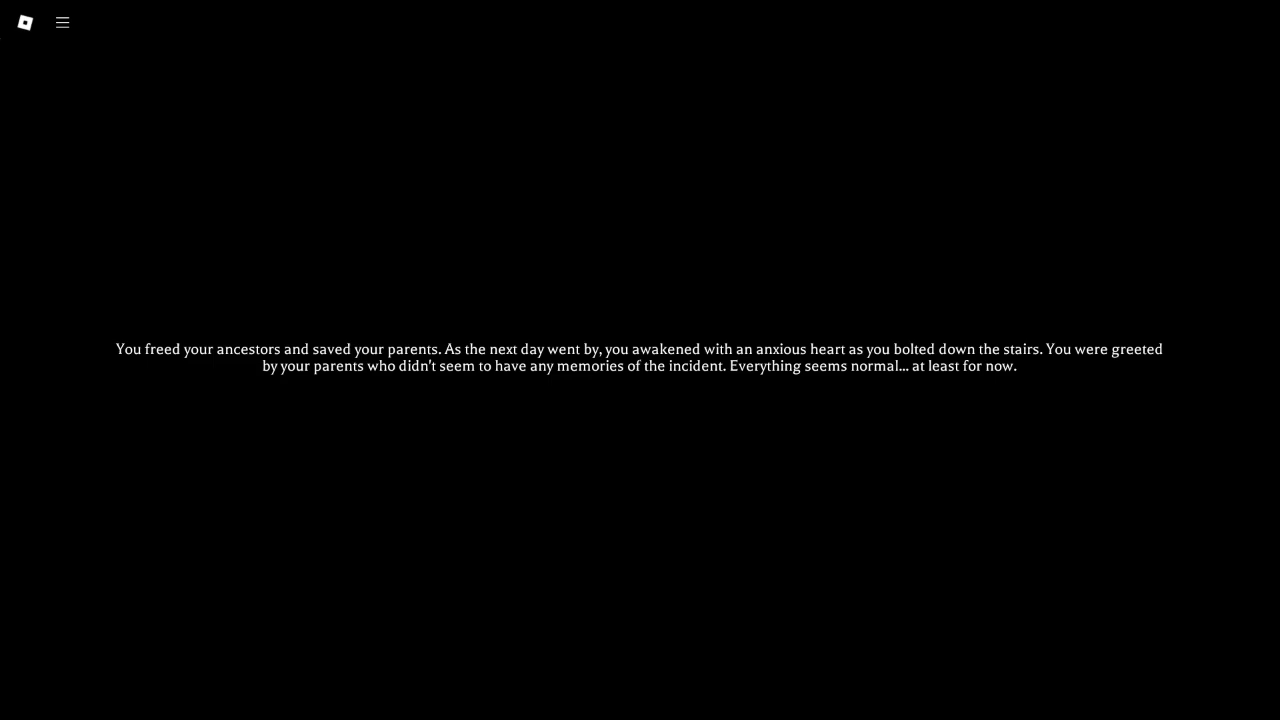 You freed your ancestors and saved your parents. As the next day went by, you awakened with an anxious heart as you bolted down the stairs. You were greeted
by your parents who didn't seem to have any memories of the incident. Everything seems normal... at least for now.